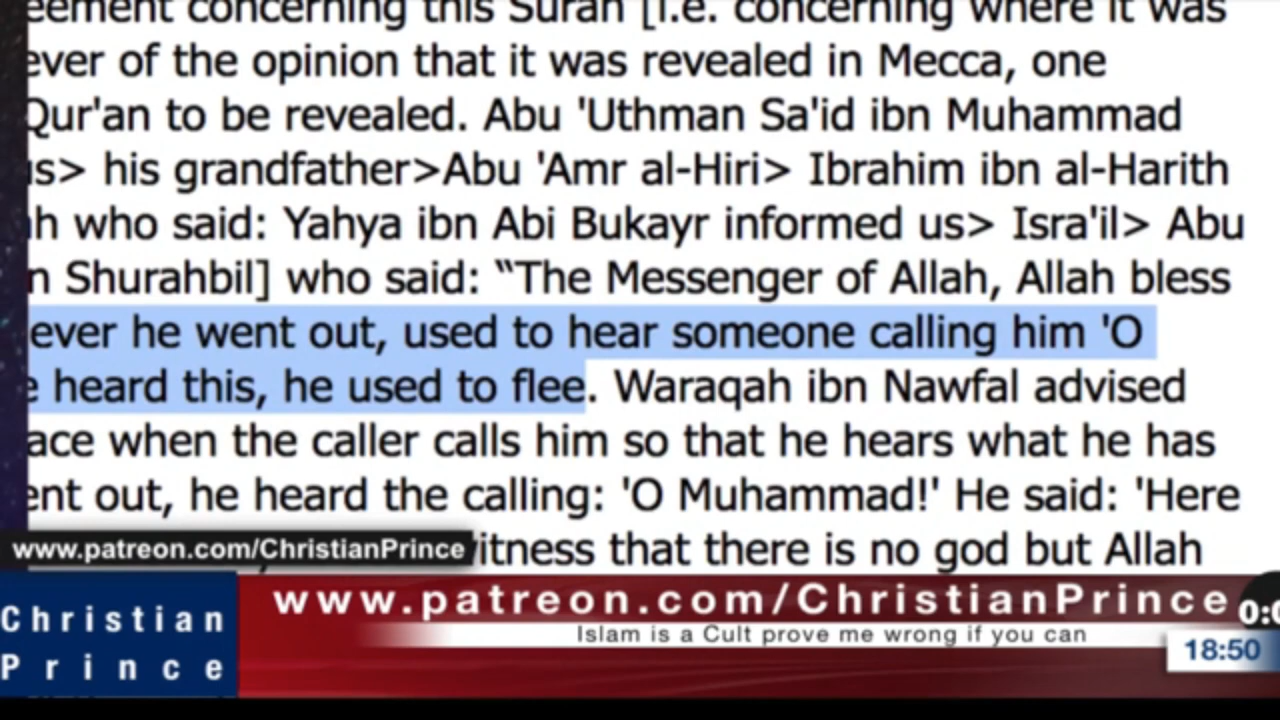 eement concerning this Surah [i.e. concerning where it was
ever of the opinion that it was revealed in Mecca, one
Qur'an to be revealed. Abu 'Uthman Sa'id ibn Muhammad
us> his grandfather>Abu 'Amr al-Hiri> Ibrahim ibn al-Harith
ah who said: Yahya ibn Abi Bukayr informed us> Isra'il> Abu
n Shurahbil] who said: “The Messenger of Allah, Allah bless
ever he went out, used to hear someone calling him 'O
e heard this, he used to flee. Waraqah ibn Nawfal advised
ace when the caller calls him so that he hears what he has
ent out, he heard the calling: 'O Muhammad!' He said: 'Here
www.patreon.com/ChristianPrince itness that there is no god but Allah
www.patreon.com/ChristianPrince
Islam is a Cult prove me wrong if you can
Christian
Prince
18:50